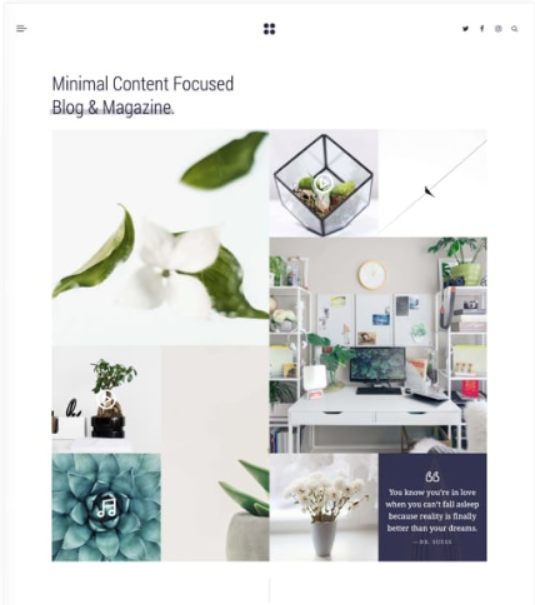 Minimal Content Focused
Blog & Magazine.
You know you're in love
when you can't fall asleep
because reality is finally
better than your dreams.
—DR. SUESS